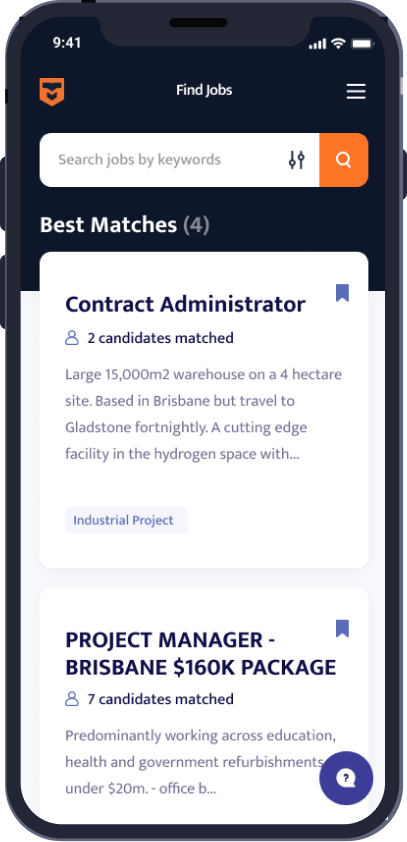 9:41
Find Jobs
Search jobs by keywords
Best Matches (4)
Contract Administrator
2 candidates matched
Large 15,000m2 warehouse on a 4 hectare
site. Based in Brisbane but travel to
Gladstone fortnightly. A cutting edge
facility in the hydrogen space with...
Industrial Project
PROJECT MANAGER -
BRISBANE $160K PACKAGE
7 candidates matched
Predominantly working across education,
health and government refurbishments
under $20m. - office b...
?